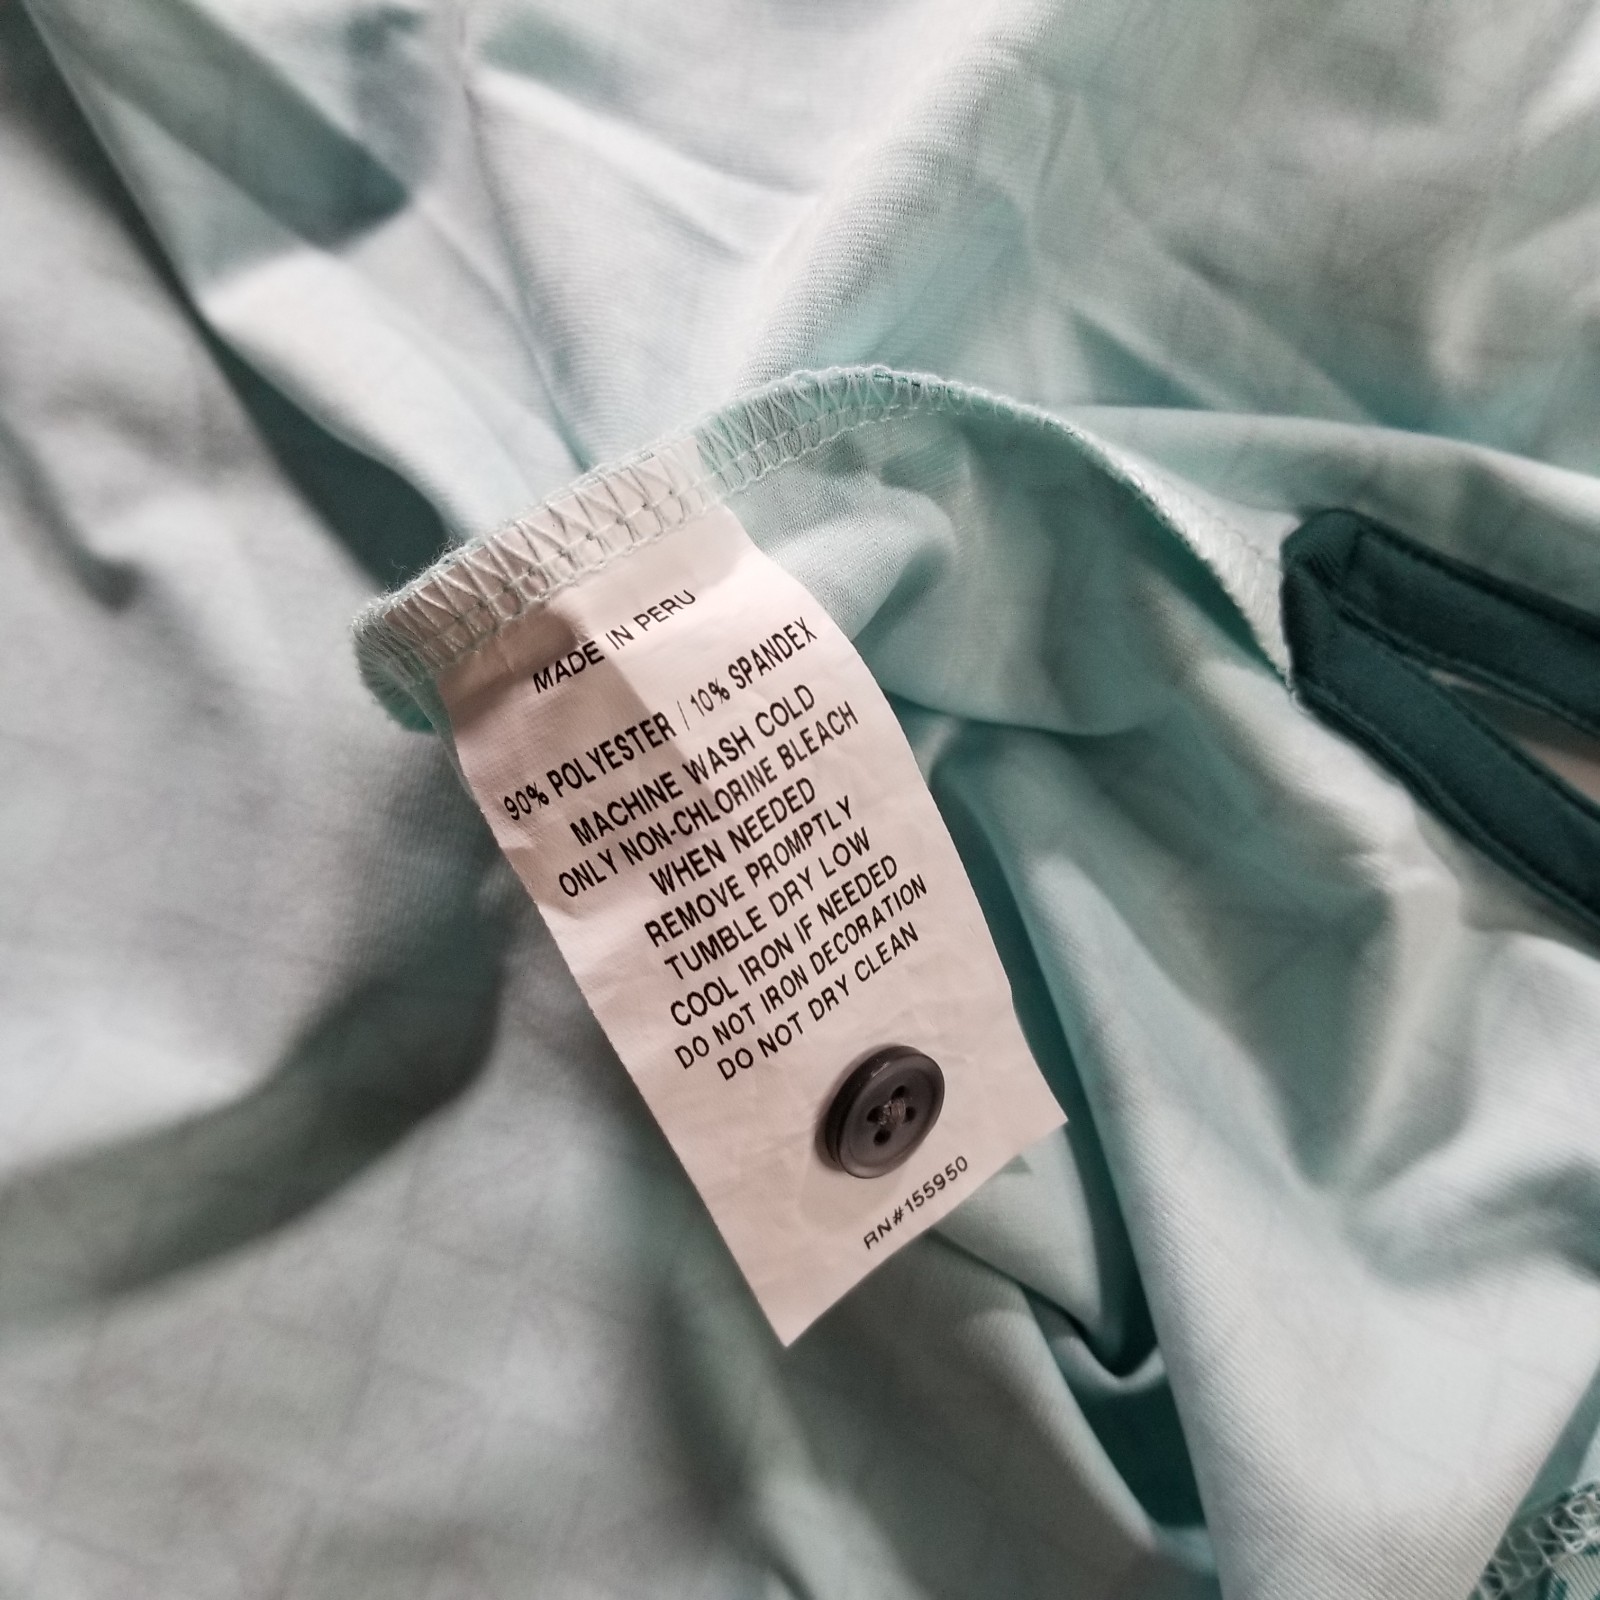 MADE IN PERU
90% POLYESTER / 10% SPANDEX
MACHINE WASH COLD
ONLY NON-CHLORINE BLEACH
WHEN NEEDED
REMOVE PROMPTLY
TUMBLE DRY LOW
COOL IRON IF NEEDED
DO NOT IRON DECORATION
DO NOT DRY CLEAN
RN#155950